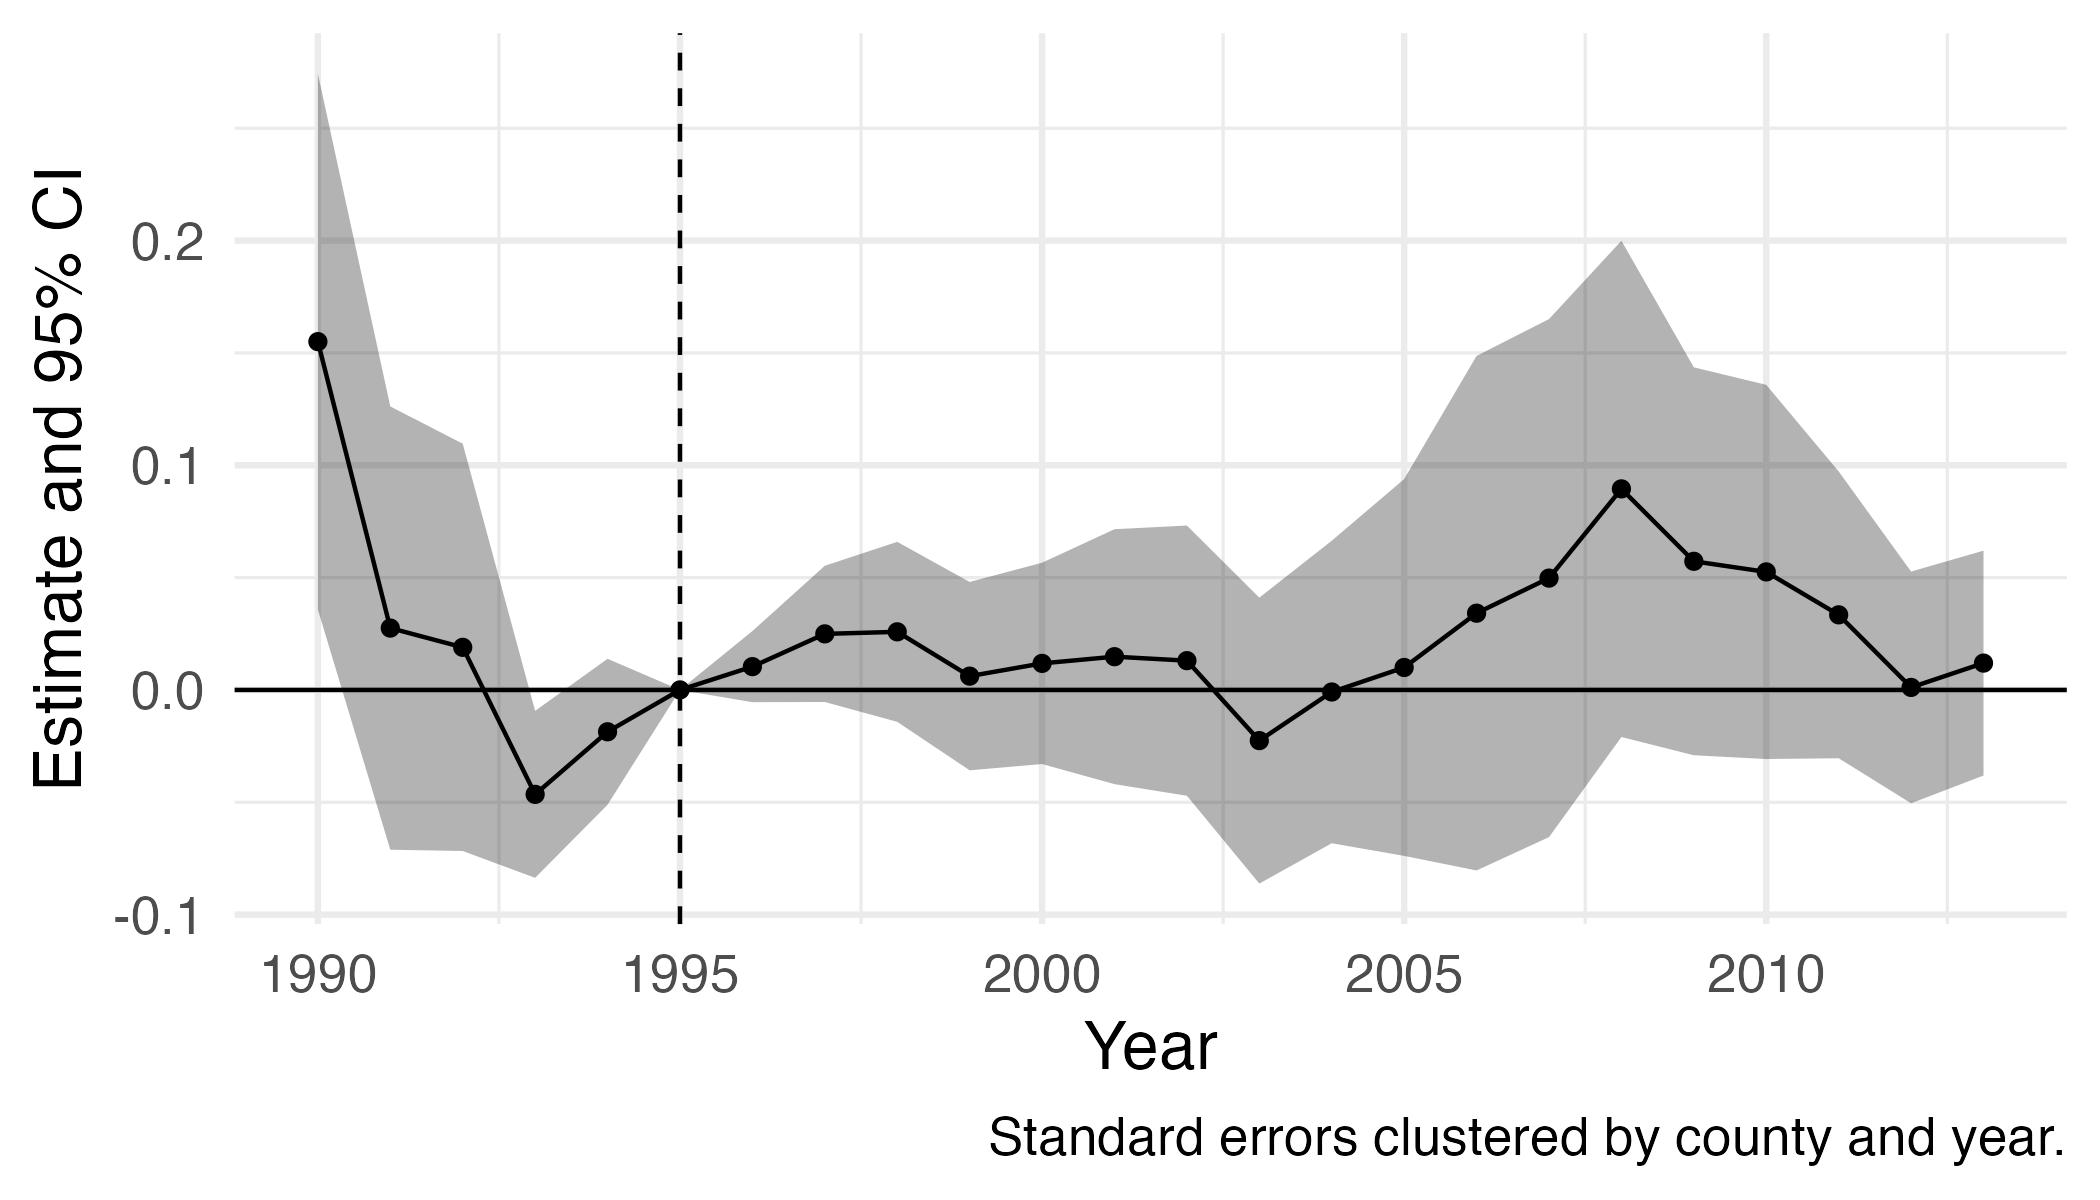 Estimate and 95% CI
0.2
0.1
0.0
-0.1
1990 1995 2000 2005 2010
Year
Standard errors clustered by county and year.